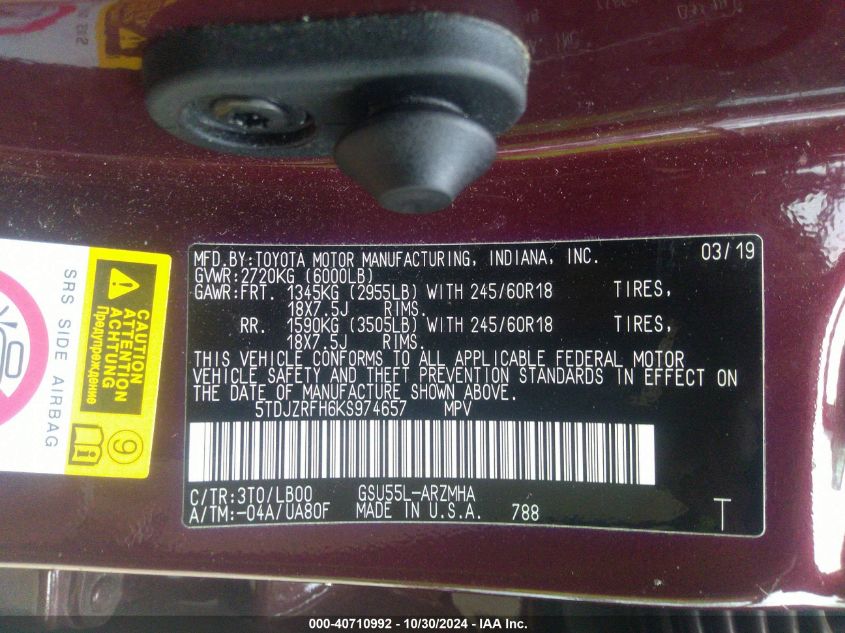 SRS SIDE AIRBAG
CAUTION
ATTENTION
ACHTUNG
Предупреждение
9
i
MFD.BY:TOYOTA MOTOR MANUFACTURING, INDIANA, INC. 03/19
GVWR:2720KG (6000LB)
GAWR:FRT. 1345KG (2955LB) WITH 245/60R18 TIRES,
18X7.5J RIMS.
RR. 1590KG (3505LB) WITH 245/60R18 TIRES,
18X7.5J RIMS.
THIS VEHICLE CONFORMS TO ALL APPLICABLE FEDERAL MOTOR
VEHICLE SAFETY AND THEFT PREVENTION STANDARDS IN EFFECT ON
THE DATE OF MANUFACTURE SHOWN ABOVE.
5TDJZRFH6KS974657 MPV
C/TR:3T0/LB00 GSU55L-ARZMHA
A/TM:-04A/UA80F MADE IN U.S.A. 788 T
000-40710992 - 10/30/2024 - IAA Inc.